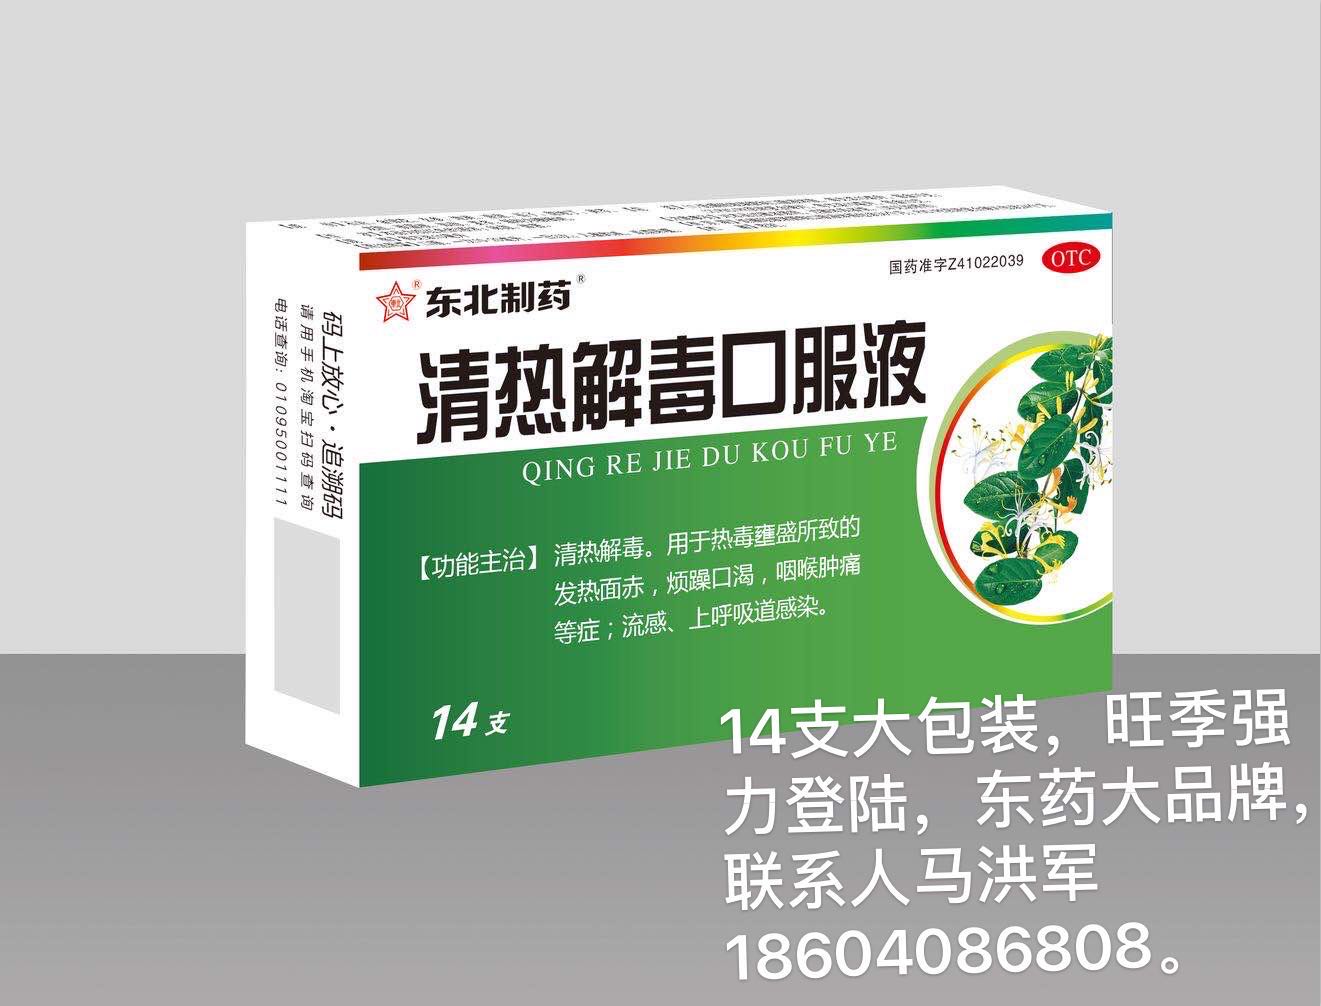 国药准字Z41022039
OTC
东北制药®
清热解毒口服液
QING RE JIE DU KOU FU YE
【功能主治】清热解毒。用于热毒壅盛所致的
发热面赤，烦躁口渴，咽喉肿痛
等症；流感、上呼吸道感染。
14支
码上放心·追溯码
请用手机淘宝扫码查询
电话查询：01095001111
14支大包装，旺季强
力登陆，东药大品牌，
联系人马洪军
18604086808。